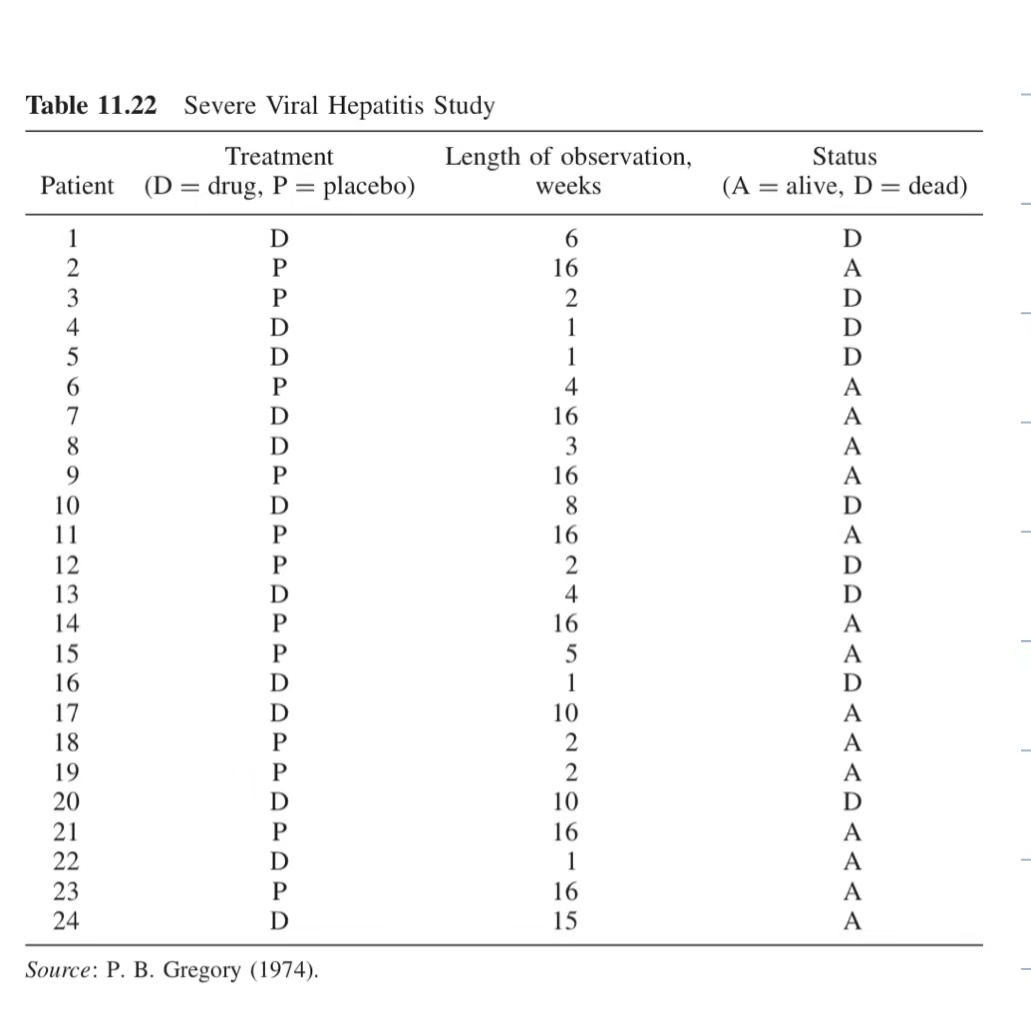 Table 11.22 Severe Viral Hepatitis Study
Treatment Length of observation, Status
Patient (D = drug, P = placebo) weeks (A = alive, D = dead)
1 D 6 D
2 P 16 A
3 P 2 D
4 D 1 D
5 D 1 D
6 P 4 A
7 D 16 A
8 D 3 A
9 P 16 A
10 D 8 D
11 P 16 A
12 P 2 D
13 D 4 D
14 P 16 A
15 P 5 A
16 D 1 D
17 D 10 A
18 P 2 A
19 P 2 A
20 D 10 D
21 P 16 A
22 D 1 A
23 P 16 A
24 D 15 A
Source: P. B. Gregory (1974).